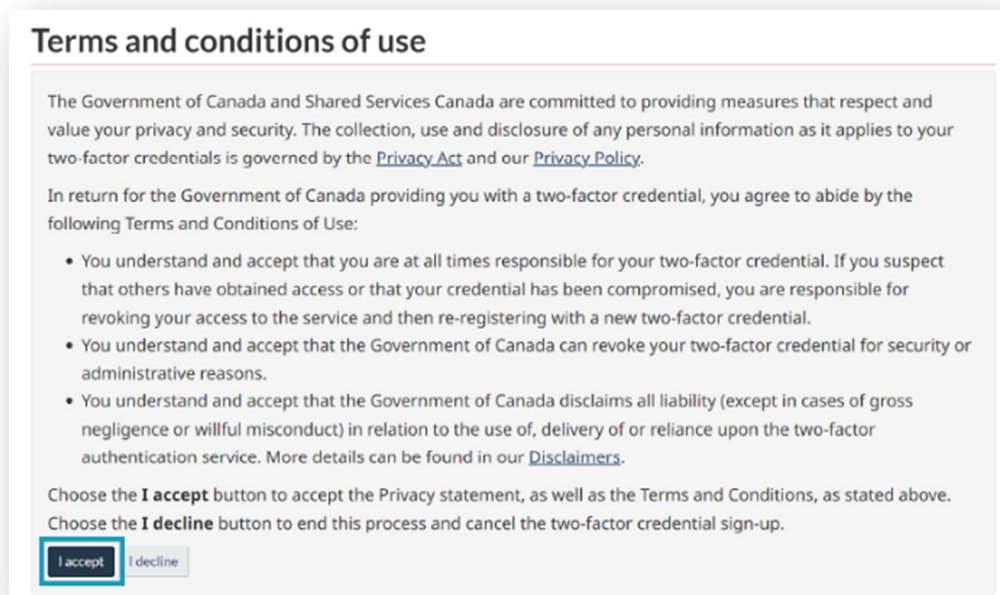 Terms and conditions of use
The Government of Canada and Shared Services Canada are committed to providing measures that respect and
value your privacy and security. The collection, use and disclosure of any personal information as it applies to your
two-factor credentials is governed by the Privacy Act and our Privacy Policy.
In return for the Government of Canada providing you with a two-factor credential, you agree to abide by the
following Terms and Conditions of Use:
• You understand and accept that you are at all times responsible for your two-factor credential. If you suspect
that others have obtained access or that your credential has been compromised, you are responsible for
revoking your access to the service and then re-registering with a new two-factor credential.
• You understand and accept that the Government of Canada can revoke your two-factor credential for security or
administrative reasons.
• You understand and accept that the Government of Canada disclaims all liability (except in cases of gross
negligence or willful misconduct) in relation to the use of, delivery of or reliance upon the two-factor
authentication service. More details can be found in our Disclaimers.
Choose the I accept button to accept the Privacy statement, as well as the Terms and Conditions, as stated above.
Choose the I decline button to end this process and cancel the two-factor credential sign-up.
I accept I decline